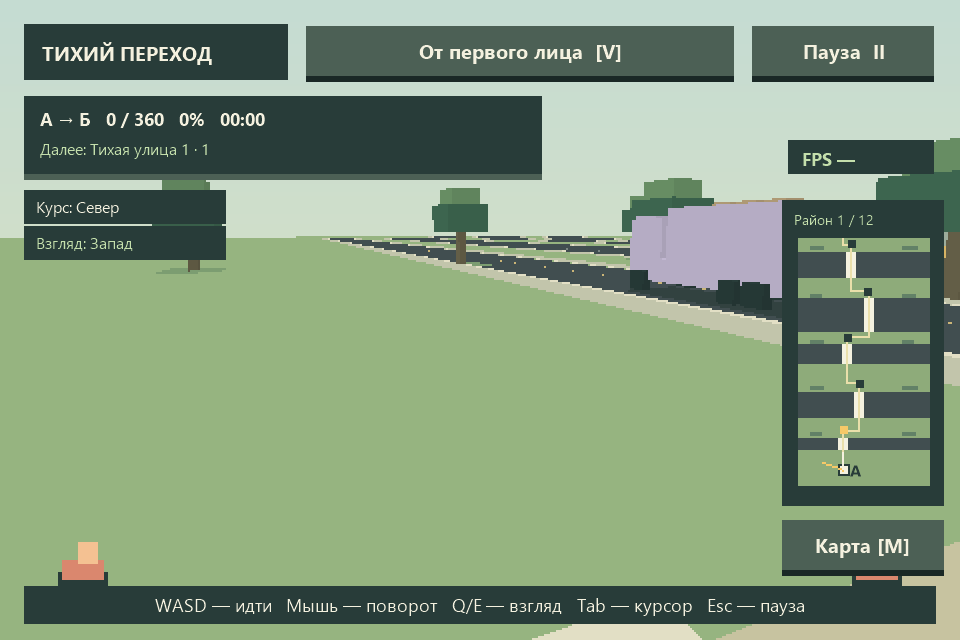 ТИХИЙ ПЕРЕХОД
От первого лица [V]
Пауза II
А → Б 0 / 360 0% 00:00
Далее: Тихая улица 1 · 1
FPS —
Курс: Север
Взгляд: Запад
Район 1 / 12
А
Карта [M]
WASD — идти Мышь — поворот Q/E — взгляд Tab — курсор Esc — пауза